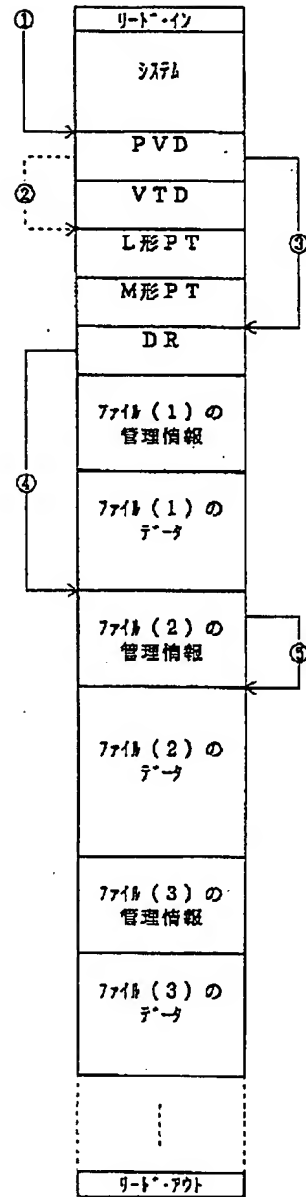 リード・イン
システム
①
PVD
②
VTD
③
L形PT
M形PT
DR
ファイル(1)の
管理情報
④
ファイル(1)の
データ
ファイル(2)の
管理情報
⑤
ファイル(2)の
データ
ファイル(3)の
管理情報
ファイル(3)の
データ
リード・アウト